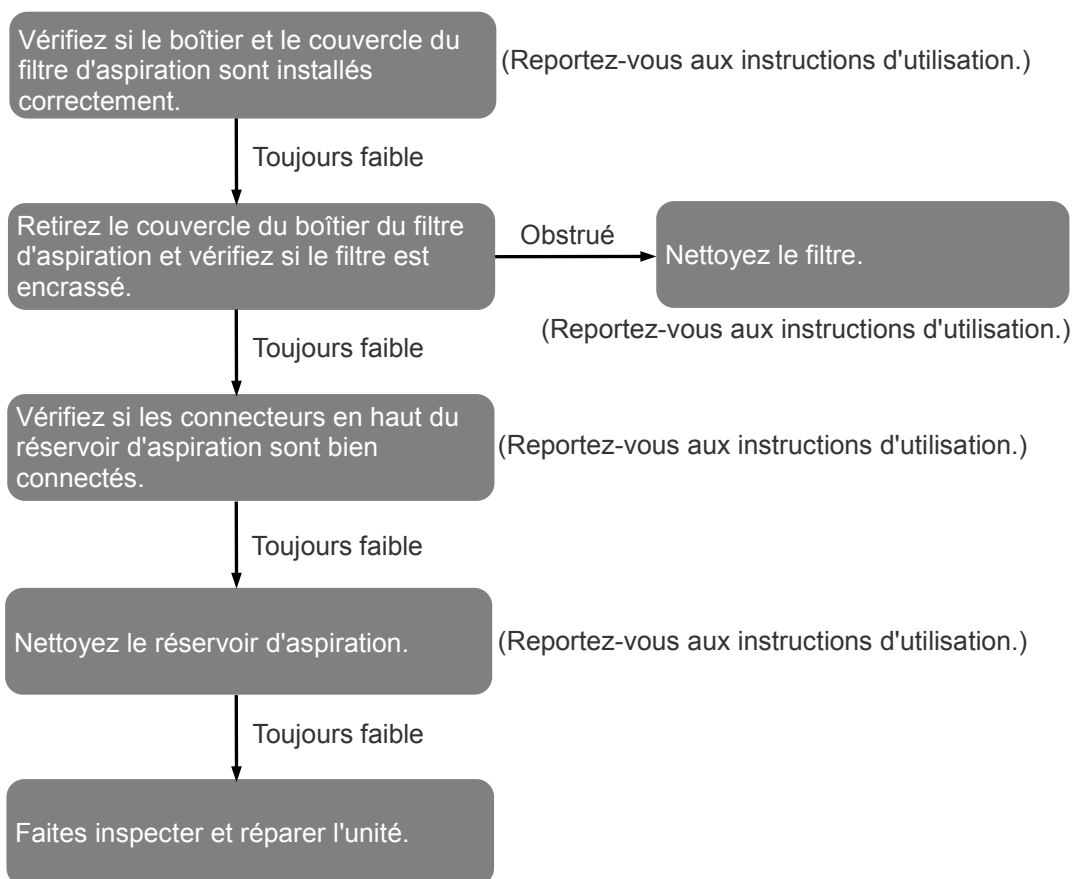 Vérifiez si le boîtier et le couvercle du
filtre d'aspiration sont installés
correctement.
(Reportez-vous aux instructions d'utilisation.)
Toujours faible
Retirez le couvercle du boîtier du filtre
d'aspiration et vérifiez si le filtre est
encrassé.
Obstrué
Nettoyez le filtre.
(Reportez-vous aux instructions d'utilisation.)
Toujours faible
Vérifiez si les connecteurs en haut du
réservoir d'aspiration sont bien
connectés.
(Reportez-vous aux instructions d'utilisation.)
Toujours faible
Nettoyez le réservoir d'aspiration.
(Reportez-vous aux instructions d'utilisation.)
Toujours faible
Faites inspecter et réparer l'unité.